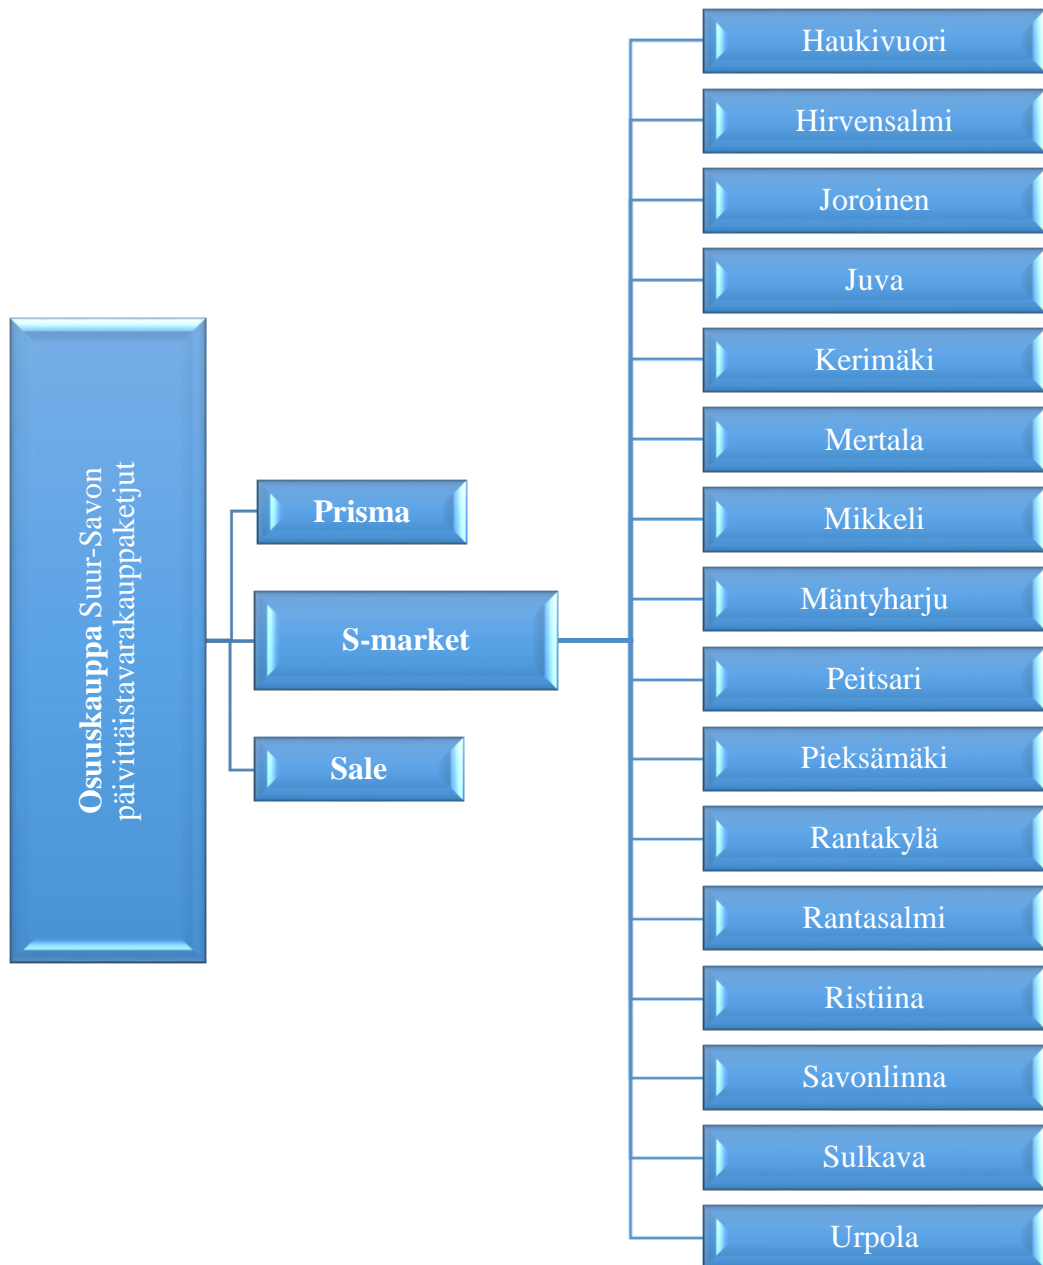 Osuuskauppa Suur-Savon
päivittäistavarakauppaketjut
Prisma
S-market
Sale
Haukivuori
Hirvensalmi
Joroinen
Juva
Kerimäki
Mertala
Mikkeli
Mäntyharju
Peitsari
Pieksämäki
Rantakylä
Rantasalmi
Ristiina
Savonlinna
Sulkava
Urpola